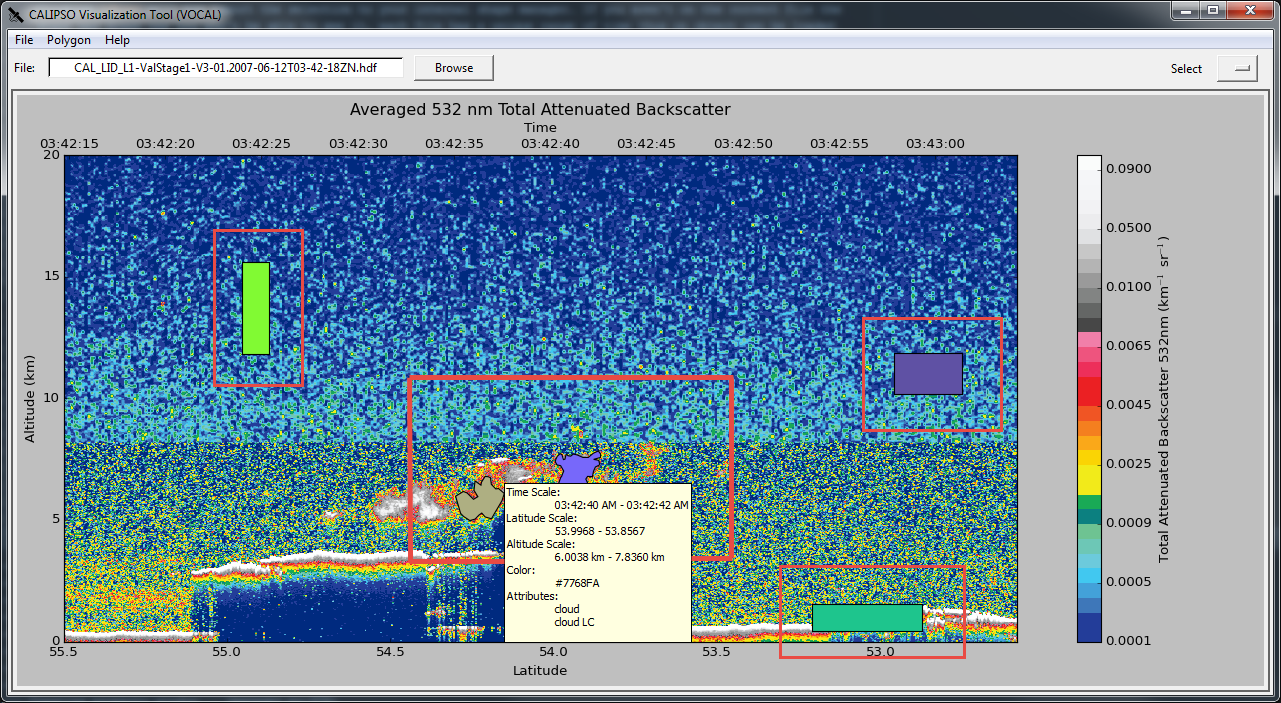 CALIPSO Visualization Tool (VOCAL)
File Polygon Help
File: CAL_LID_L1-ValStage1-V3-01.2007-06-12T03-42-18ZN.hdf Browse Select
Averaged 532 nm Total Attenuated Backscatter
Time
03:42:15 03:42:20 03:42:25 03:42:30 03:42:35 03:42:40 03:42:45 03:42:50 03:42:55 03:43:00
20
15
10
5
0
Altitude (km)
Time Scale:
03:42:40 AM - 03:42:42 AM
Latitude Scale:
53.9968 - 53.8567
Altitude Scale:
6.0038 km - 7.8360 km
Color:
#7768FA
Attributes:
cloud
cloud LC
55.5 55.0 54.5 54.0 53.5 53.0
Latitude
0.0900
0.0500
0.0100
0.0065
0.0045
0.0025
0.0009
0.0005
0.0001
Total Attenuated Backscatter 532nm (km⁻¹ sr⁻¹)